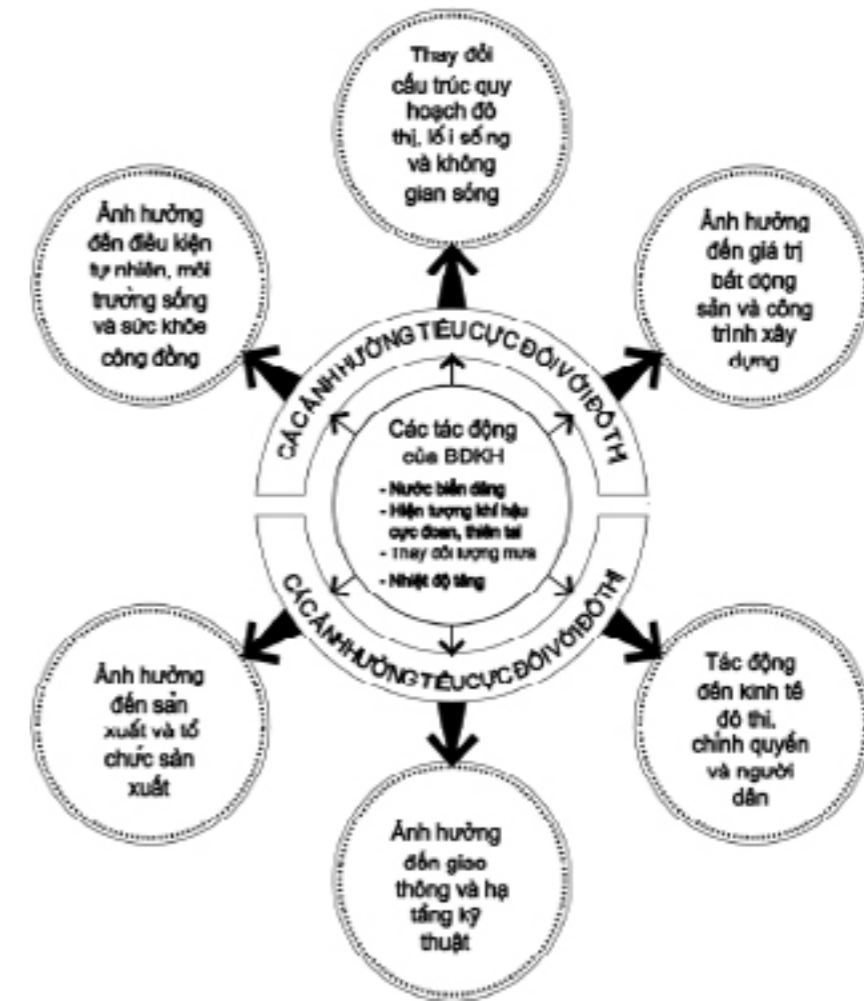 Thay đổi
cấu trúc quy
hoạch đô
thị, lối sống
và không
gian sống
Ảnh hưởng
đến điều kiện
tự nhiên, môi
trường sống
và sức khỏe
cộng đồng
Ảnh hưởng
đến giá trị
bất động
sản và công
trình xây
dựng
CÁC ẢNH HƯỞNG TIÊU CỰC ĐỐI VỚI ĐÔ THỊ
Các tác động
của BDKH
- Nước biển dâng
- Hiện tượng khí hậu
cực đoan, thiên tai
- Thay đổi lượng mưa
- Nhiệt độ tăng
CÁC ẢNH HƯỞNG TIÊU CỰC ĐỐI VỚI ĐÔ THỊ
Ảnh hưởng
đến sản
xuất và tổ
chức sản
xuất
Tác động
đến kinh tế
đô thị,
chính quyền
và người
dân
Ảnh hưởng
đến giao
thông và hạ
tầng kỹ
thuật